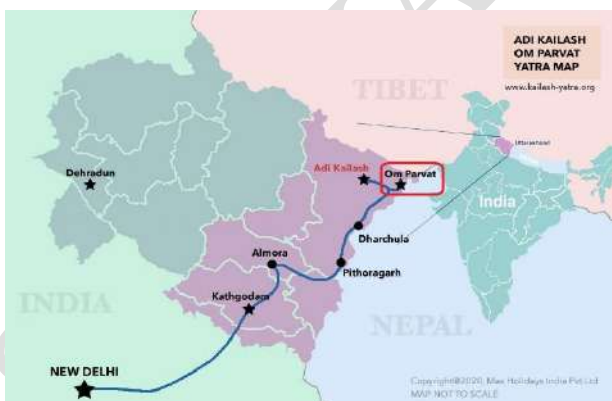 ADI KAILASH
OM PARVAT
YATRA MAP
www.kailash-yatra.org
TIBET
Uttarakhand
Adi Kailash
Om Parvat
Dehradun
India
Dharchula
Almora
Pithoragarh
Kathgodam
INDIA
NEPAL
NEW DELHI
Copyright@2020, Max Holidays India Pvt Ltd
MAP NOT TO SCALE